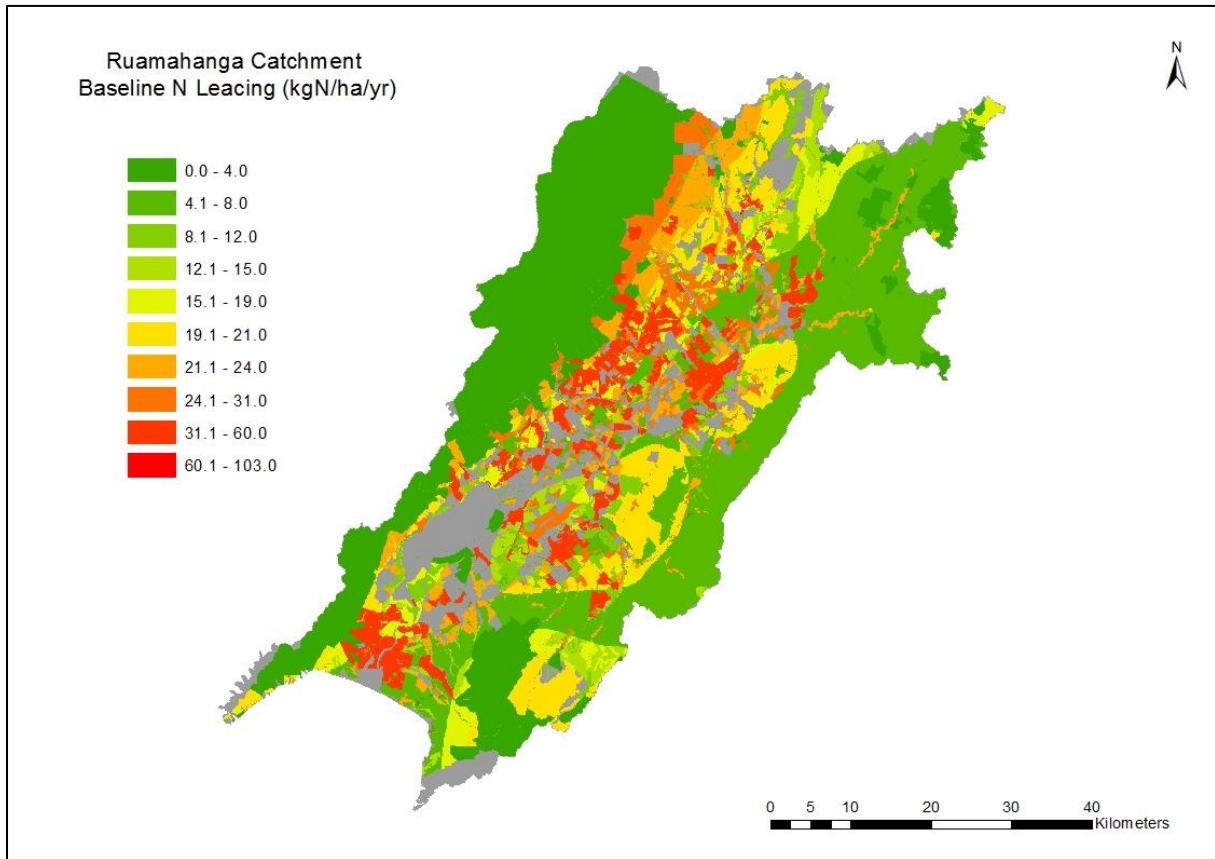 Ruamahanga Catchment
Baseline N Leacing (kgN/ha/yr)
N
0.0 - 4.0
4.1 - 8.0
8.1 - 12.0
12.1 - 15.0
15.1 - 19.0
19.1 - 21.0
21.1 - 24.0
24.1 - 31.0
31.1 - 60.0
60.1 - 103.0
0 5 10 20 30 40
Kilometers